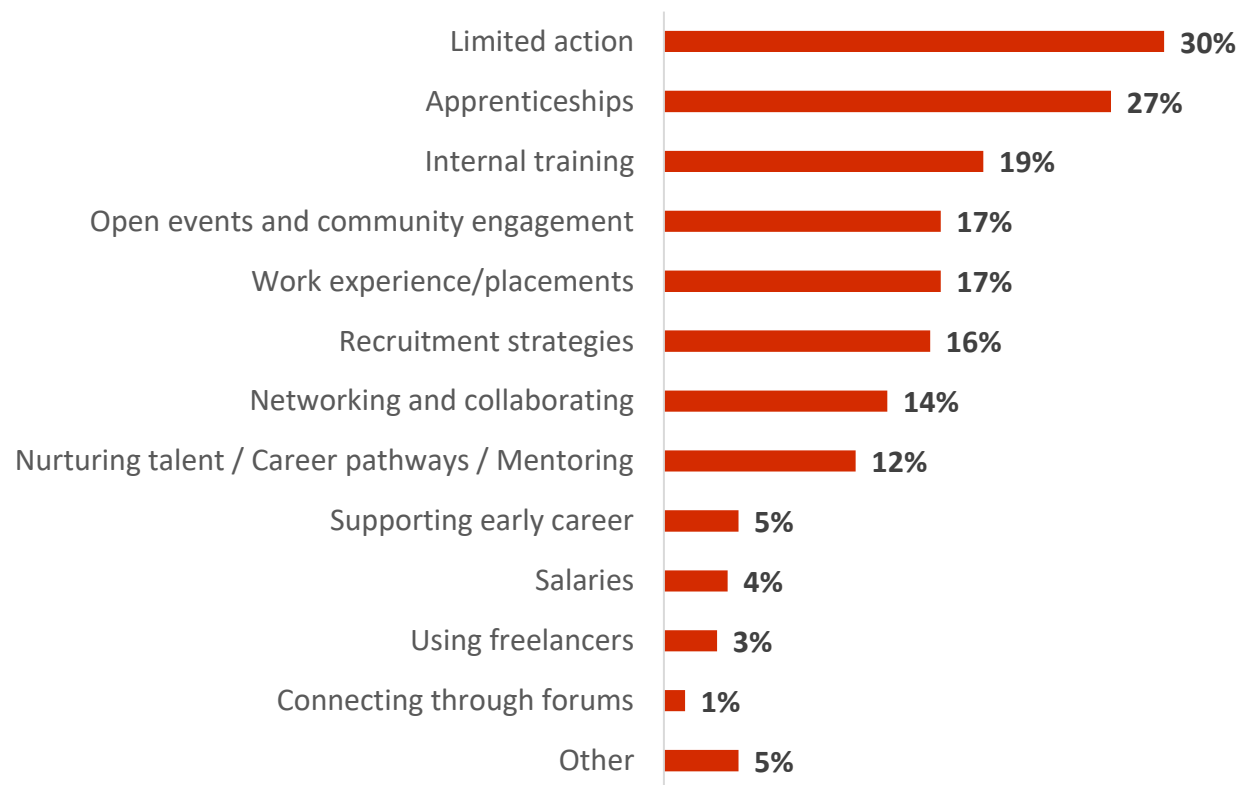 Limited action 30%
Apprenticeships 27%
Internal training 19%
Open events and community engagement 17%
Work experience/placements 17%
Recruitment strategies 16%
Networking and collaborating 14%
Nurturing talent / Career pathways / Mentoring 12%
Supporting early career 5%
Salaries 4%
Using freelancers 3%
Connecting through forums 1%
Other 5%